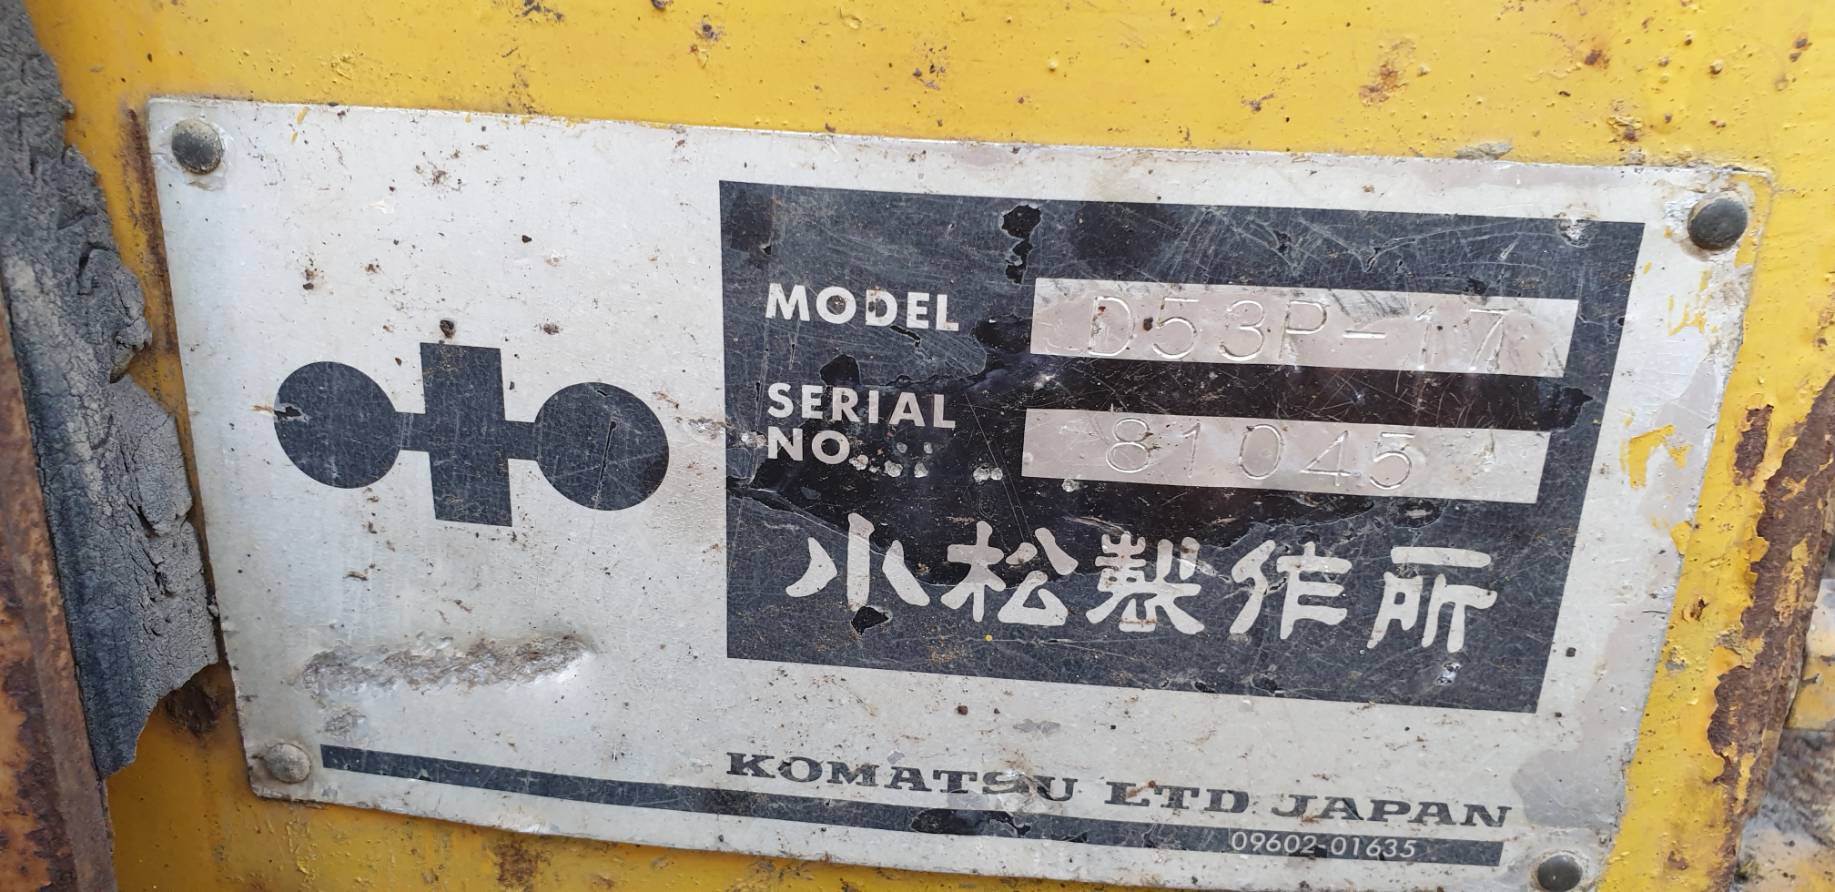 MODEL D53P-17
SERIAL
NO. 81045
小松製作所
KOMATSU LTD JAPAN
09602-01635